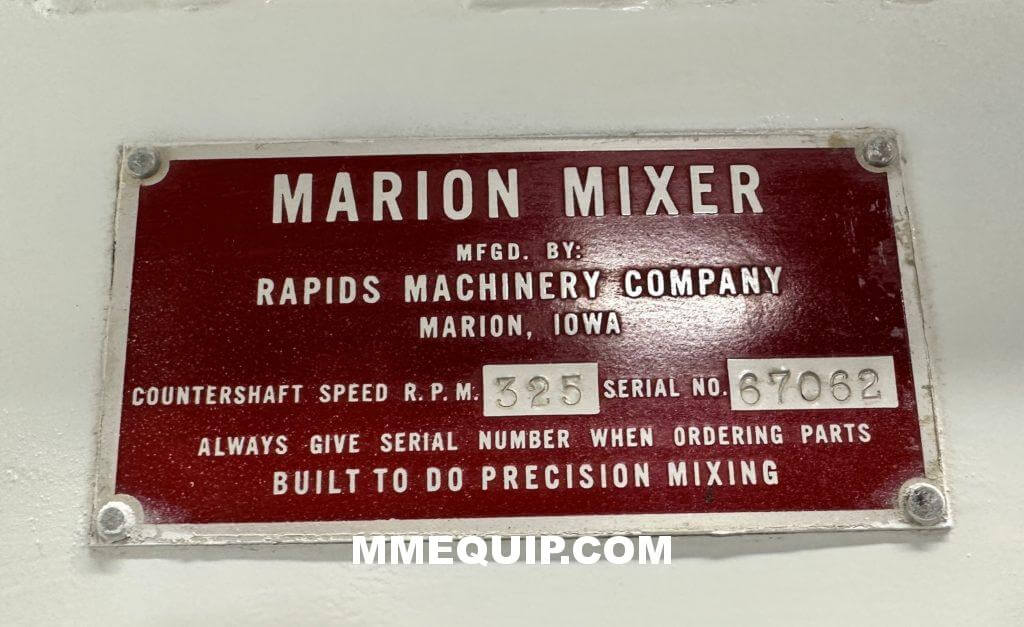 MARION MIXER
MFGD. BY:
RAPIDS MACHINERY COMPANY
MARION, IOWA
COUNTERSHAFT SPEED R.P.M. 325 SERIAL NO. 67062
ALWAYS GIVE SERIAL NUMBER WHEN ORDERING PARTS
BUILT TO DO PRECISION MIXING
MMEQUIP.COM